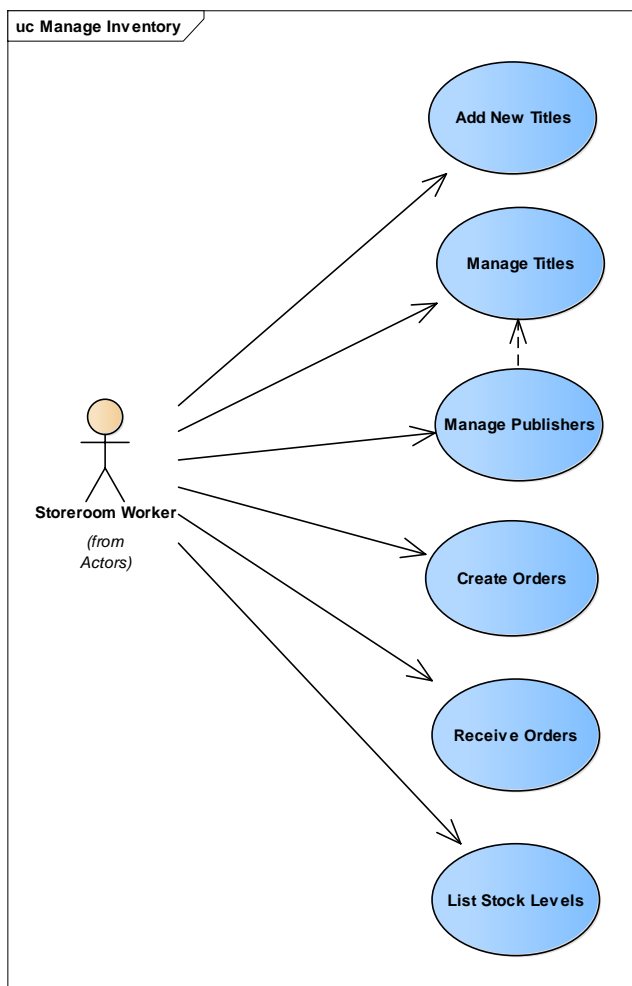 uc Manage Inventory
Add New Titles
Manage Titles
Manage Publishers
Storeroom Worker
(from
Actors)
Create Orders
Receive Orders
List Stock Levels